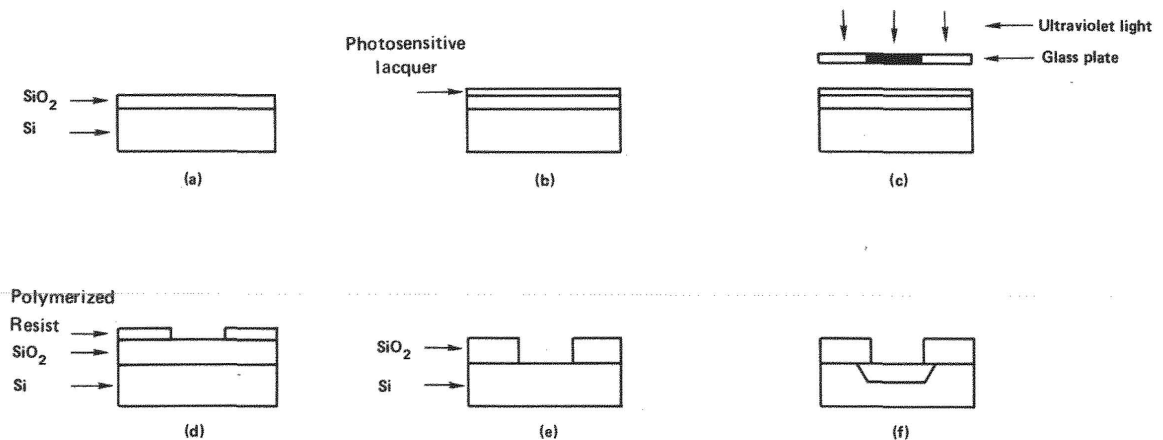 SiO2
Si
(a)
Photosensitive
lacquer
(b)
Ultraviolet light
Glass plate
(c)
Polymerized
Resist
SiO2
Si
(d)
SiO2
Si
(e)
(f)